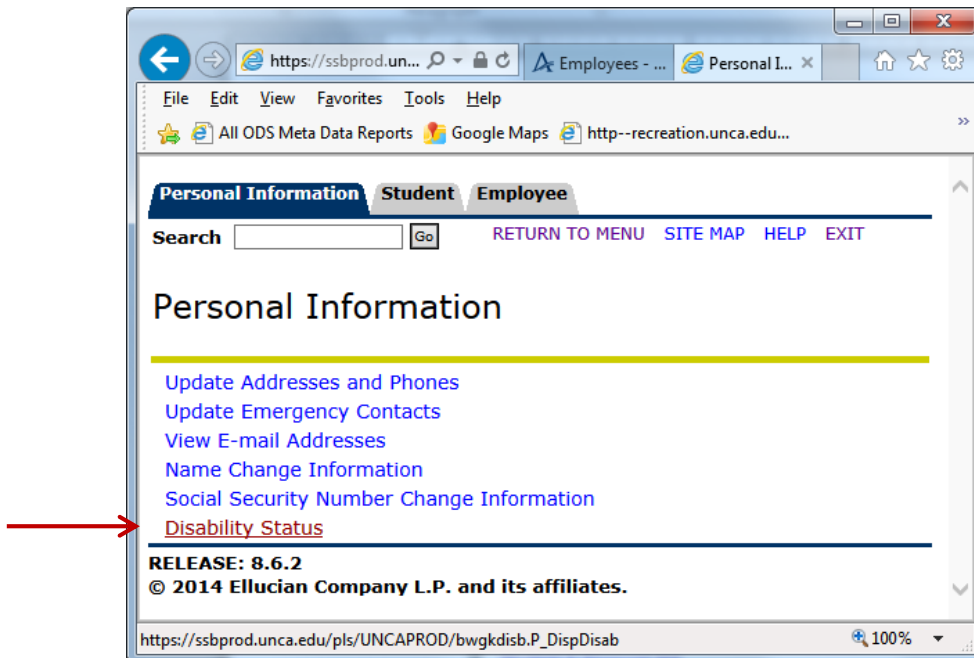 https://ssbprod.un... Employees - ... Personal I...
File Edit View Favorites Tools Help
All ODS Meta Data Reports Google Maps http--recreation.unca.edu...
Personal Information Student Employee
Search Go RETURN TO MENU SITE MAP HELP EXIT
Personal Information
Update Addresses and Phones
Update Emergency Contacts
View E-mail Addresses
Name Change Information
Social Security Number Change Information
Disability Status
RELEASE: 8.6.2
© 2014 Ellucian Company L.P. and its affiliates.
https://ssbprod.unca.edu/pls/UNCAPROD/bwgkdisb.P_DispDisab 100%